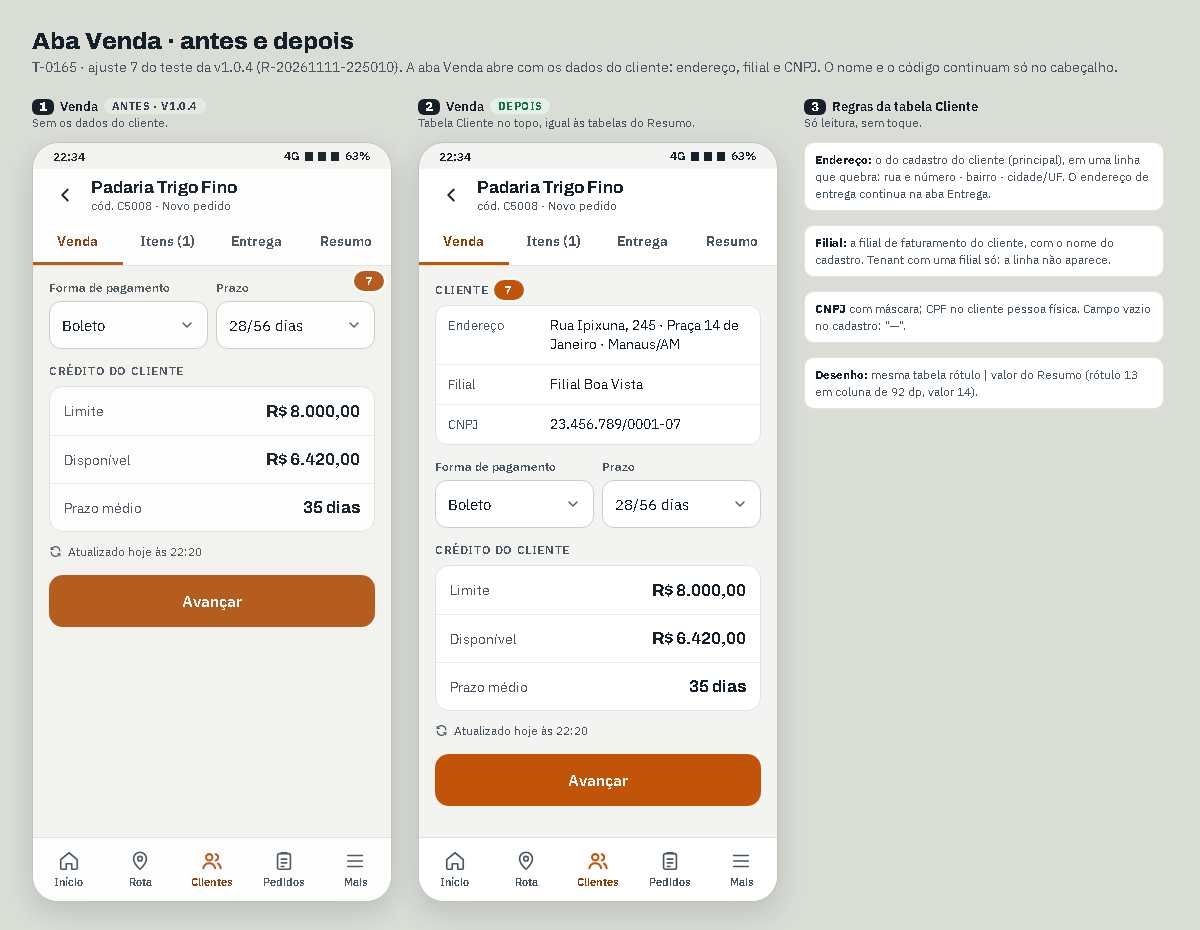 Aba Venda · antes e depois
T-0165 · ajuste 7 do teste da v1.0.4 (R-20261111-225010). A aba Venda abre com os dados do cliente: endereço, filial e CNPJ. O nome e o código continuam só no cabeçalho.
1 Venda ANTES · V1.0.4
Sem os dados do cliente.
22:34 4G 63%
Padaria Trigo Fino
cód. C5008 · Novo pedido
Venda Itens (1) Entrega Resumo
7
Forma de pagamento Prazo
Boleto 28/56 dias
CRÉDITO DO CLIENTE
Limite R$ 8.000,00
Disponível R$ 6.420,00
Prazo médio 35 dias
Atualizado hoje às 22:20
Avançar
Início Rota Clientes Pedidos Mais
2 Venda DEPOIS
Tabela Cliente no topo, igual às tabelas do Resumo.
22:34 4G 63%
Padaria Trigo Fino
cód. C5008 · Novo pedido
Venda Itens (1) Entrega Resumo
CLIENTE 7
Endereço Rua Ipixuna, 245 · Praça 14 de
Janeiro · Manaus/AM
Filial Filial Boa Vista
CNPJ 23.456.789/0001-07
Forma de pagamento Prazo
Boleto 28/56 dias
CRÉDITO DO CLIENTE
Limite R$ 8.000,00
Disponível R$ 6.420,00
Prazo médio 35 dias
Atualizado hoje às 22:20
Avançar
Início Rota Clientes Pedidos Mais
3 Regras da tabela Cliente
Só leitura, sem toque.
Endereço: o do cadastro do cliente (principal), em uma linha
que quebra: rua e número · bairro · cidade/UF. O endereço de
entrega continua na aba Entrega.
Filial: a filial de faturamento do cliente, com o nome do
cadastro. Tenant com uma filial só: a linha não aparece.
CNPJ com máscara; CPF no cliente pessoa física. Campo vazio
no cadastro: "—".
Desenho: mesma tabela rótulo | valor do Resumo (rótulo 13
em coluna de 92 dp, valor 14).